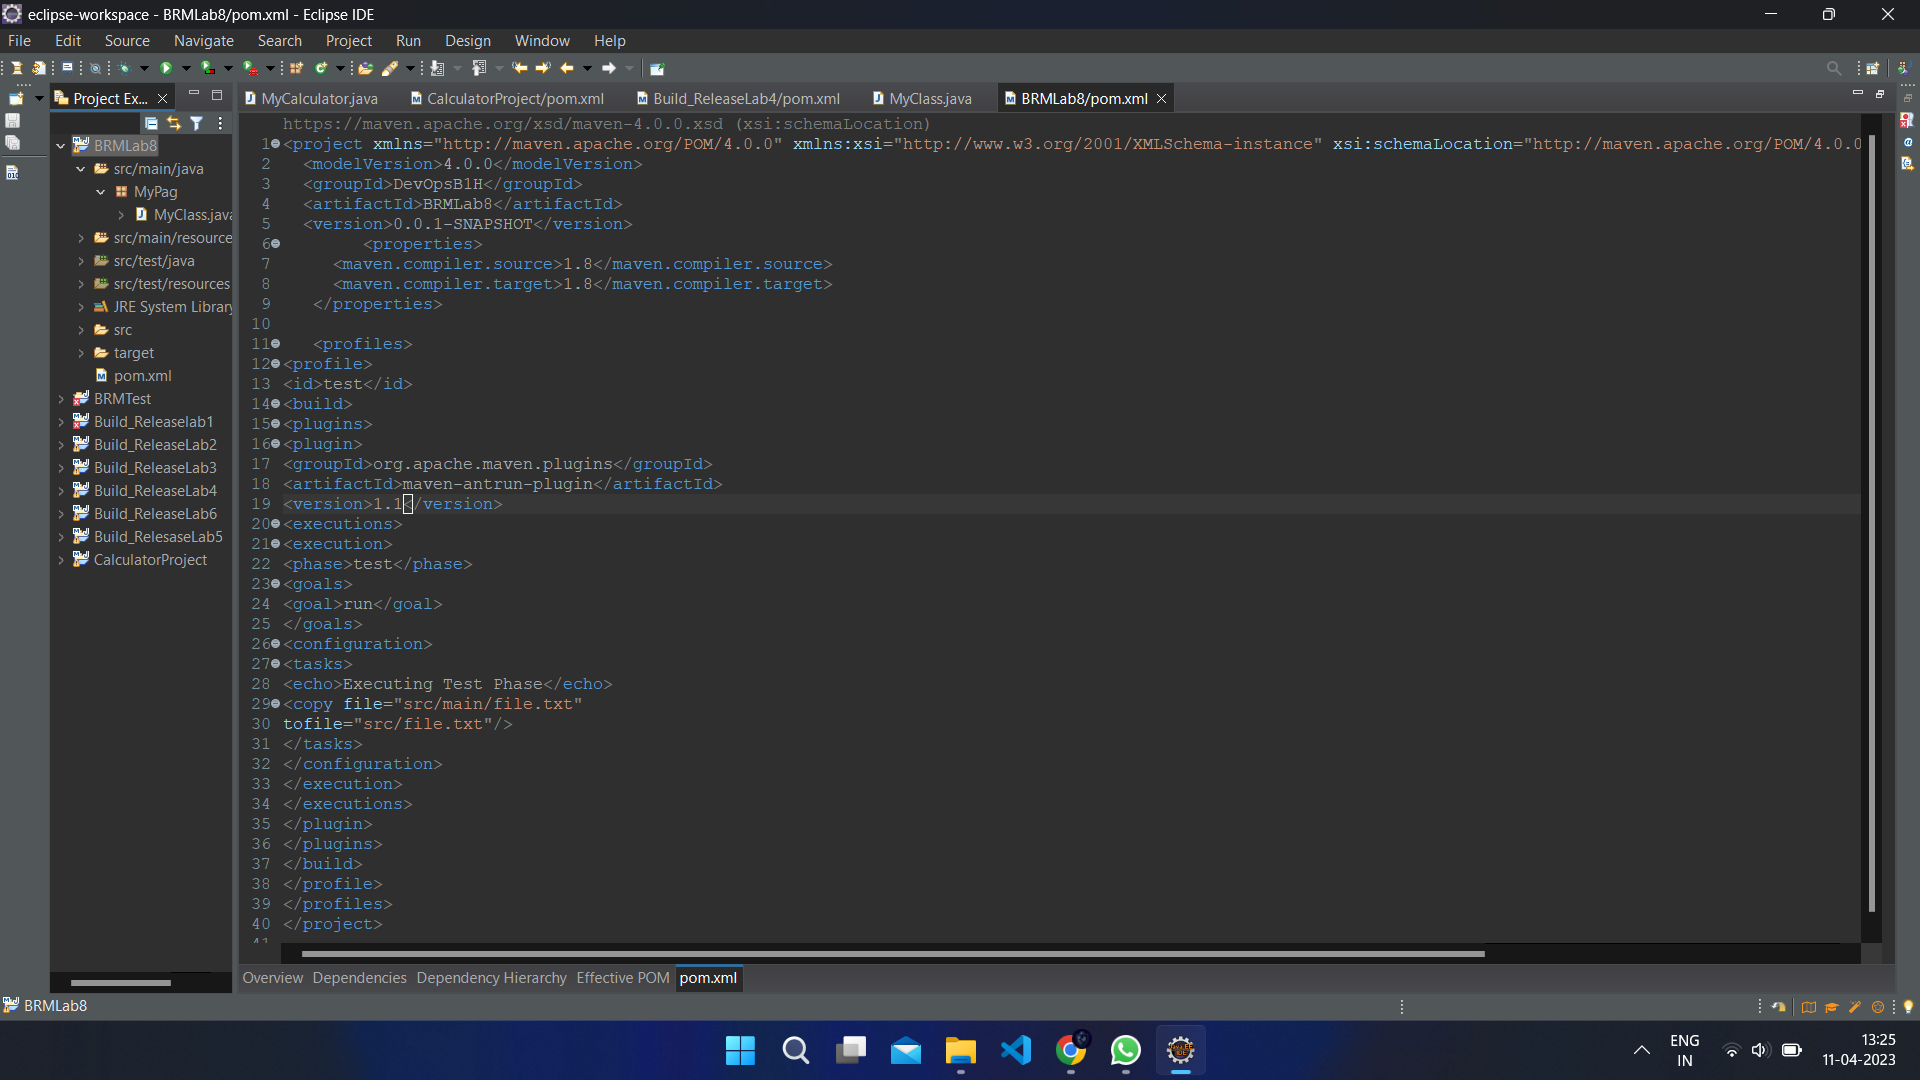 eclipse-workspace - BRMLab8/pom.xml - Eclipse IDE
File Edit Source Navigate Search Project Run Design Window Help
Project Ex...
MyCalculator.java CalculatorProject/pom.xml Build_ReleaseLab4/pom.xml MyClass.java BRMLab8/pom.xml
BRMLab8
src/main/java
MyPag
MyClass.java
src/main/resource
src/test/java
src/test/resources
JRE System Library
src
target
pom.xml
BRMTest
Build_Releaselab1
Build_ReleaseLab2
Build_ReleaseLab3
Build_ReleaseLab4
Build_ReleaseLab6
Build_RelesaseLab5
CalculatorProject
https://maven.apache.org/xsd/maven-4.0.0.xsd (xsi:schemaLocation)
1 <project xmlns="http://maven.apache.org/POM/4.0.0" xmlns:xsi="http://www.w3.org/2001/XMLSchema-instance" xsi:schemaLocation="http://maven.apache.org/POM/4.0.0
2 <modelVersion>4.0.0</modelVersion>
3 <groupId>DevOpsB1H</groupId>
4 <artifactId>BRMLab8</artifactId>
5 <version>0.0.1-SNAPSHOT</version>
6 <properties>
7 <maven.compiler.source>1.8</maven.compiler.source>
8 <maven.compiler.target>1.8</maven.compiler.target>
9 </properties>
10
11 <profiles>
12 <profile>
13 <id>test</id>
14 <build>
15 <plugins>
16 <plugin>
17 <groupId>org.apache.maven.plugins</groupId>
18 <artifactId>maven-antrun-plugin</artifactId>
19 <version>1.1</version>
20 <executions>
21 <execution>
22 <phase>test</phase>
23 <goals>
24 <goal>run</goal>
25 </goals>
26 <configuration>
27 <tasks>
28 <echo>Executing Test Phase</echo>
29 <copy file="src/main/file.txt"
30 tofile="src/file.txt"/>
31 </tasks>
32 </configuration>
33 </execution>
34 </executions>
35 </plugin>
36 </plugins>
37 </build>
38 </profile>
39 </profiles>
40 </project>
41
Overview Dependencies Dependency Hierarchy Effective POM pom.xml
BRMLab8
ENG
IN
13:25
11-04-2023